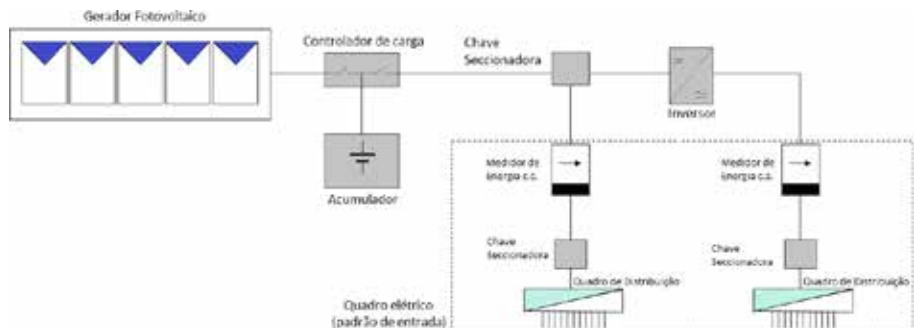 Gerador Fotovoltaico
Controlador de carga
Chave
Seccionadora
Inversor
Acumulador
Medidor de
Energia c.c.
Medidor de
Energia c.a.
Chave
Seccionadora
Chave
Seccionadora
Quadro de Distribuição
Quadro de Distribuição
Quadro elétrico
(padrão de entrada)